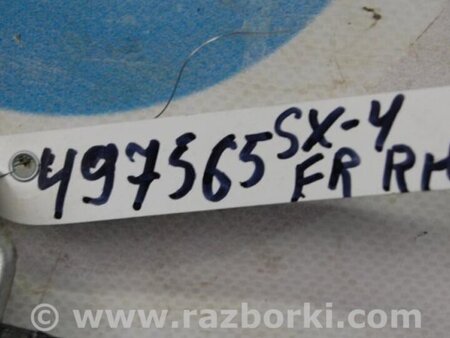 497565 SX-4
FR RH
© www.razborki.com